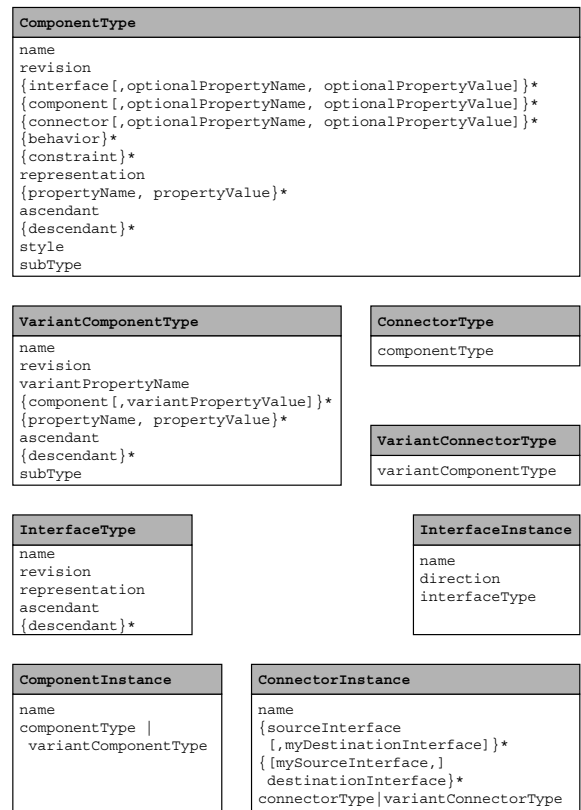 ComponentType
name
revision
{interface[,optionalPropertyName, optionalPropertyValue]}*
{component[,optionalPropertyName, optionalPropertyValue]}*
{connector[,optionalPropertyName, optionalPropertyValue]}*
{behavior}*
{constraint}*
representation
{propertyName, propertyValue}*
ascendant
{descendant}*
style
subType
VariantComponentType
name
revision
variantPropertyName
{component[,variantPropertyValue]}*
{propertyName, propertyValue}*
ascendant
{descendant}*
subType
ConnectorType
componentType
VariantConnectorType
variantComponentType
InterfaceType
name
revision
representation
ascendant
{descendant}*
InterfaceInstance
name
direction
interfaceType
ComponentInstance
name
componentType |
variantComponentType
ConnectorInstance
name
{sourceInterface
[,myDestinationInterface]}*
{[mySourceInterface,]
destinationInterface}*
connectorType|variantConnectorType